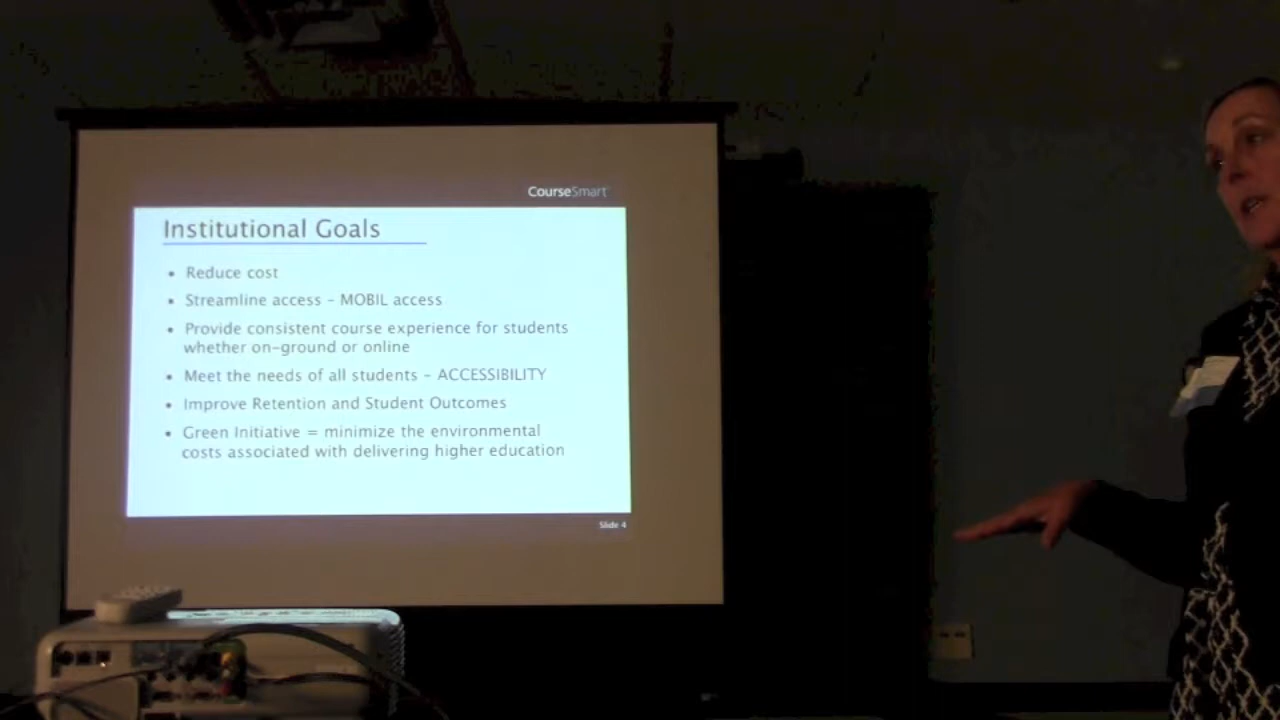 CourseSmart
Institutional Goals
• Reduce cost
• Streamline access – MOBIL access
• Provide consistent course experience for students
whether on-ground or online
• Meet the needs of all students – ACCESSIBILITY
• Improve Retention and Student Outcomes
• Green Initiative = minimize the environmental
costs associated with delivering higher education
Slide 4